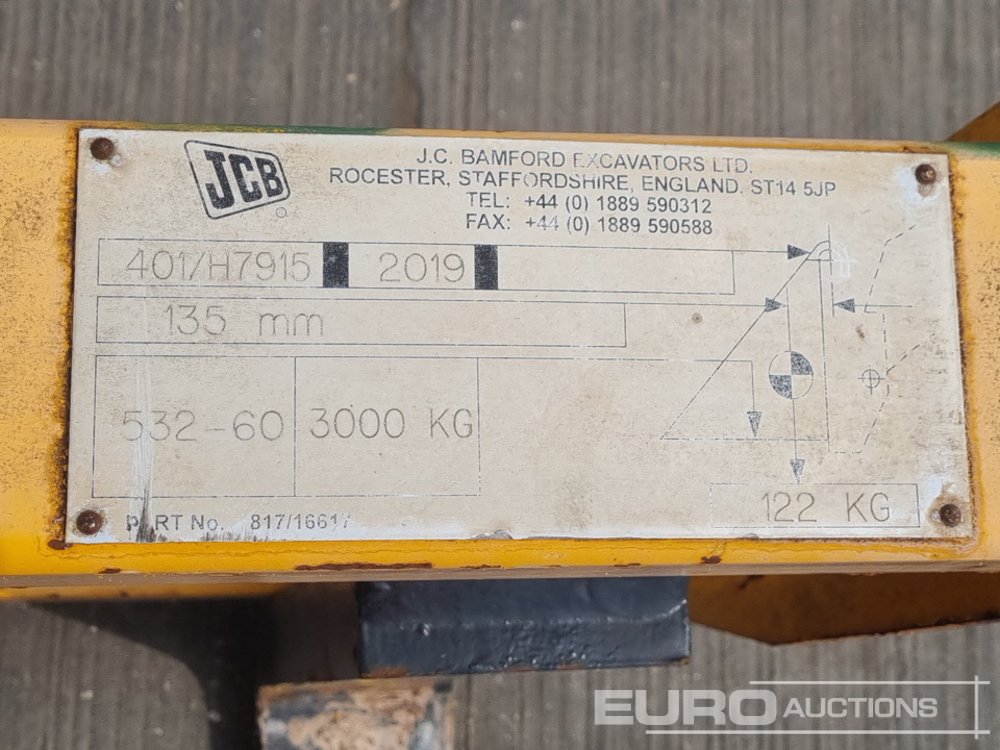 JCB
J.C. BAMFORD EXCAVATORS LTD.
ROCESTER, STAFFORDSHIRE, ENGLAND. ST14 5JP
TEL: +44 (0) 1889 590312
FAX: +44 (0) 1889 590588
401/H7915 2019
135 mm
532-60 3000 KG
122 KG
PART No. 817/16617
EURO AUCTIONS